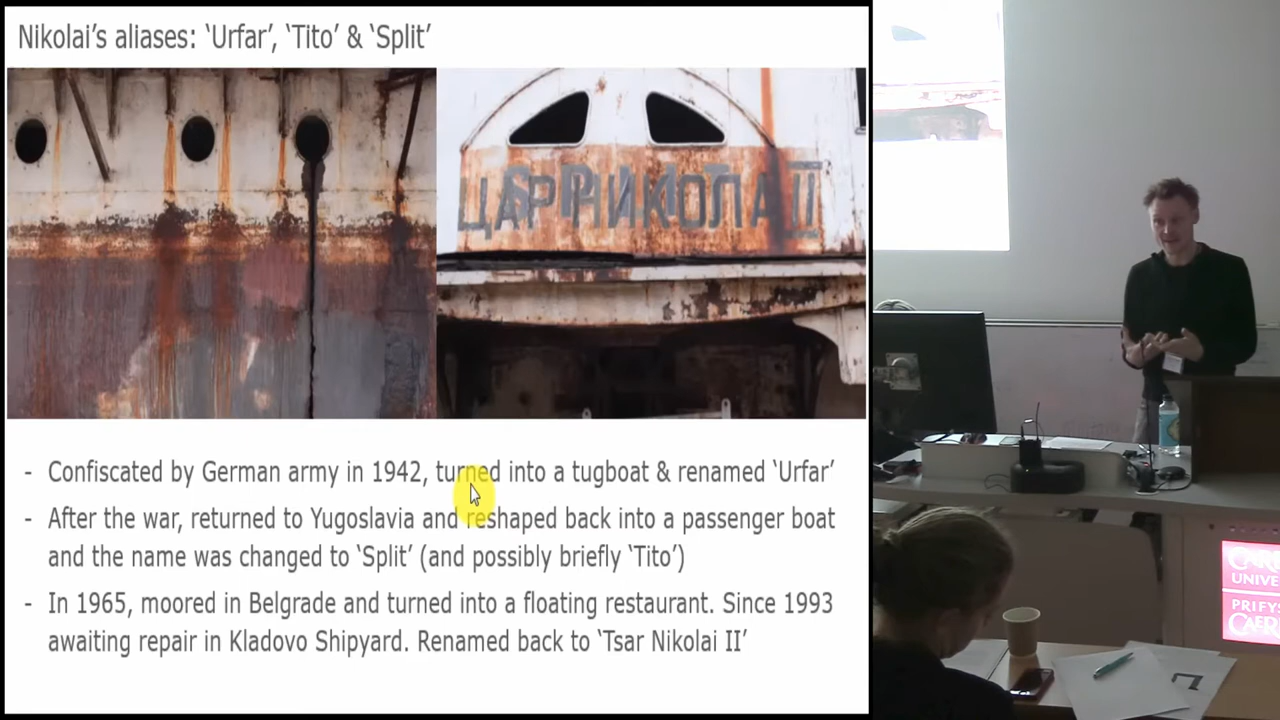 Nikolai's aliases: 'Urfar', 'Tito' & 'Split'
ЦАР НИКОЛА II
- Confiscated by German army in 1942, turned into a tugboat & renamed 'Urfar'
- After the war, returned to Yugoslavia and reshaped back into a passenger boat
and the name was changed to 'Split' (and possibly briefly 'Tito')
- In 1965, moored in Belgrade and turned into a floating restaurant. Since 1993
awaiting repair in Kladovo Shipyard. Renamed back to 'Tsar Nikolai II'
UNIVE
PRIFYS